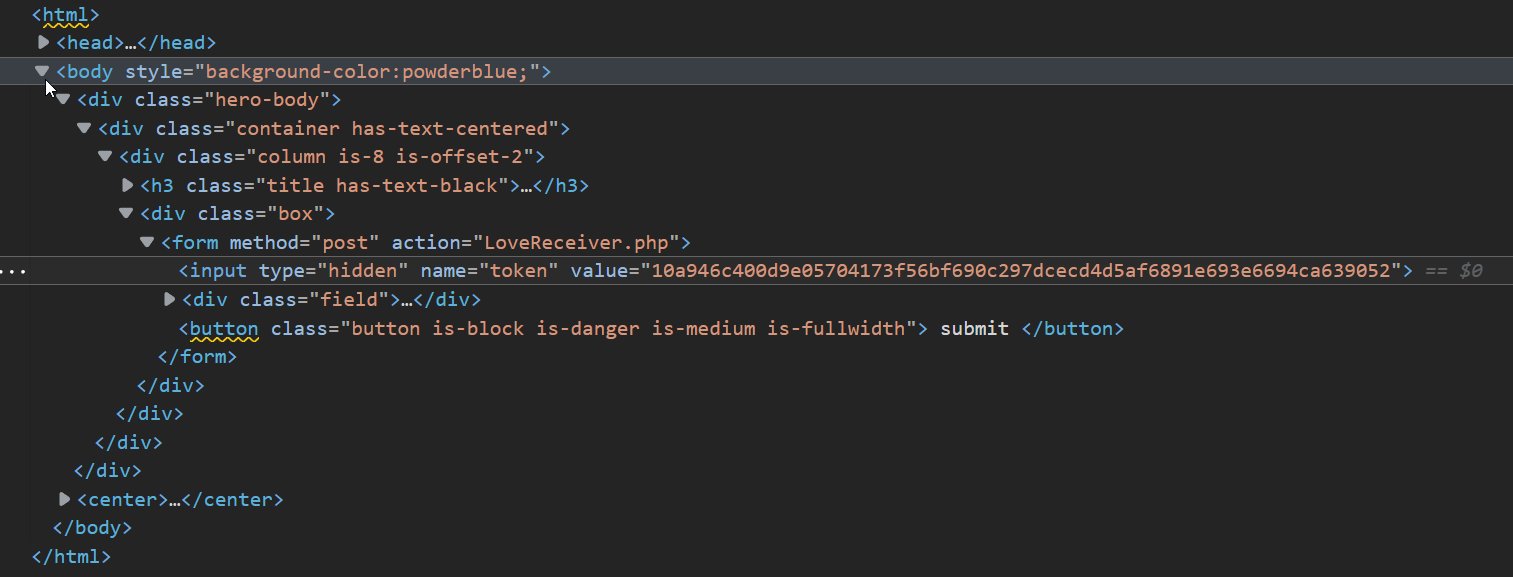 <html>
<head>…</head>
<body style="background-color:powderblue;">
<div class="hero-body">
<div class="container has-text-centered">
<div class="column is-8 is-offset-2">
<h3 class="title has-text-black">…</h3>
<div class="box">
<form method="post" action="LoveReceiver.php">
... <input type="hidden" name="token" value="10a946c400d9e05704173f56bf690c297dcecd4d5af6891e693e6694ca639052"> == $0
<div class="field">…</div>
<button class="button is-block is-danger is-medium is-fullwidth"> submit </button>
</form>
</div>
</div>
</div>
</div>
<center>…</center>
</body>
</html>